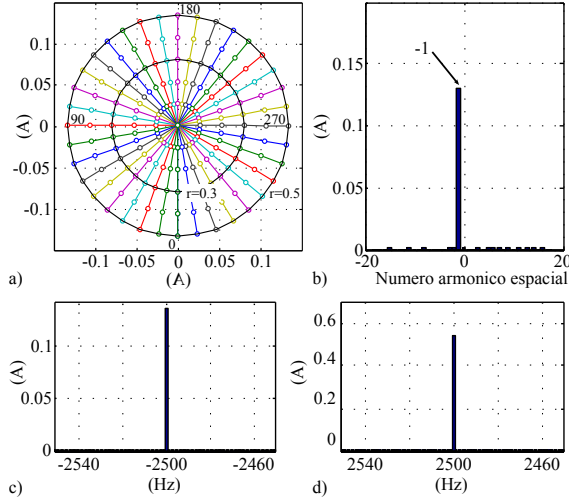 180
90
270
0
r=0.3
r=0.5
0.1
0.05
0
-0.05
-0.1
(A)
-0.1
-0.05
0
0.05
0.1
(A)
a)
-1
0.15
0.1
0.05
0
(A)
-20
0
20
Numero armonico espacial
b)
0.1
0.05
0
(A)
-2540
-2500
-2460
(Hz)
c)
0.6
0.4
0.2
0
(A)
2540
2500
2460
(Hz)
d)